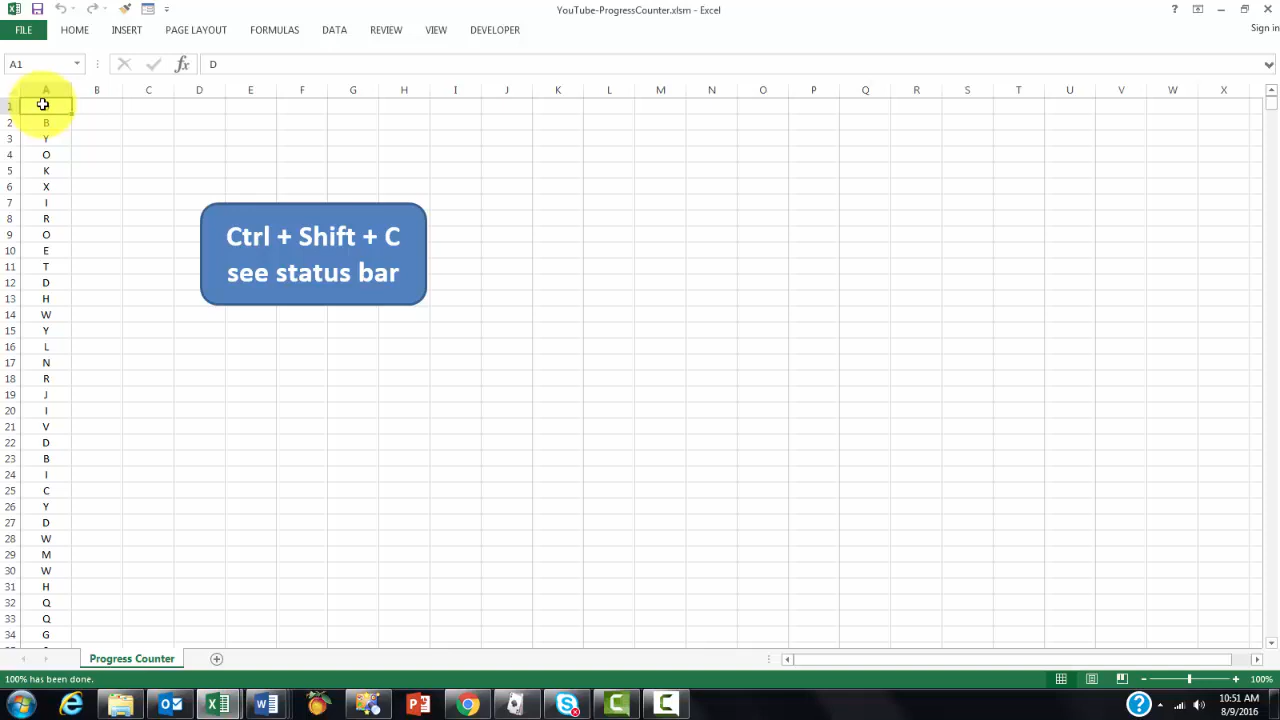 YouTube-ProgressCounter.xlsm - Excel
Sign in
FILE HOME INSERT PAGE LAYOUT FORMULAS DATA REVIEW VIEW DEVELOPER
A1 fx D
A B C D E F G H I J K L M N O P Q R S T U V W X
1
2 B
3 Y
4 O
5 K
6 X
7 I
8 R
9 O
10 E
11 T
12 D
13 H
14 W
15 Y
16 L
17 N
18 R
19 J
20 I
21 V
22 D
23 B
24 I
25 C
26 Y
27 D
28 W
29 M
30 W
31 H
32 Q
33 Q
34 G
Ctrl + Shift + C
see status bar
Progress Counter
100% has been done.
100%
10:51 AM
8/9/2016